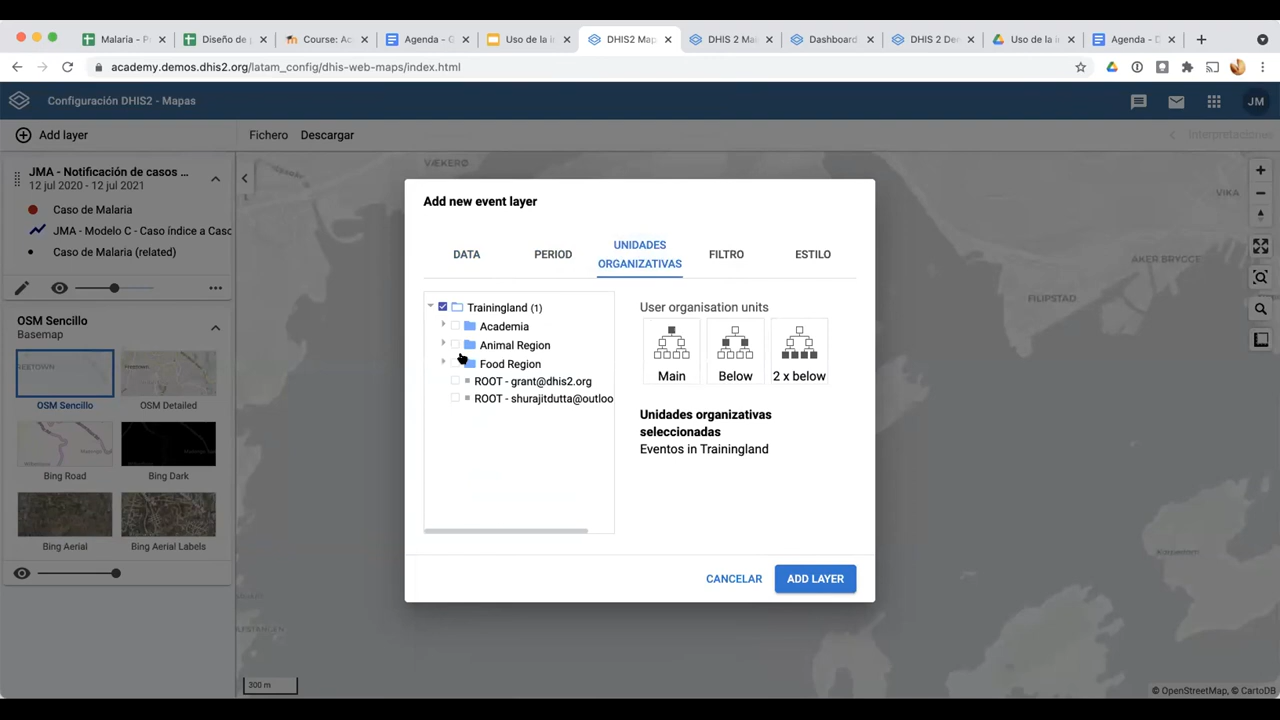 Malaria - P
Diseño de
Course: Ac
Agenda - G
Uso de la i
DHIS2 Map
DHIS 2 Mai
Dashboard
DHIS 2 De
Uso de la i
Agenda - D
academy.demos.dhis2.org/latam_config/dhis-web-maps/index.html
Configuración DHIS2 - Mapas
JM
Add layer
Fichero
Descargar
Interpretaciones
JMA - Notificación de casos ...
12 jul 2020 - 12 jul 2021
Caso de Malaria
JMA - Modelo C - Caso índice a Caso
Caso de Malaria (related)
OSM Sencillo
Basemap
OSM Sencillo
OSM Detailed
Bing Road
Bing Dark
Bing Aerial
Bing Aerial Labels
VÆKERØ
VIKA
AKER BRYGGE
FILIPSTAD
Add new event layer
DATA
PERIOD
UNIDADES
ORGANIZATIVAS
FILTRO
ESTILO
Trainingland (1)
Academia
Animal Region
Food Region
ROOT - grant@dhis2.org
ROOT - shurajitdutta@outloo
User organisation units
Main
Below
2 x below
Unidades organizativas
seleccionadas
Eventos in Trainingland
CANCELAR
ADD LAYER
300 m
© OpenStreetMap, © CartoDB